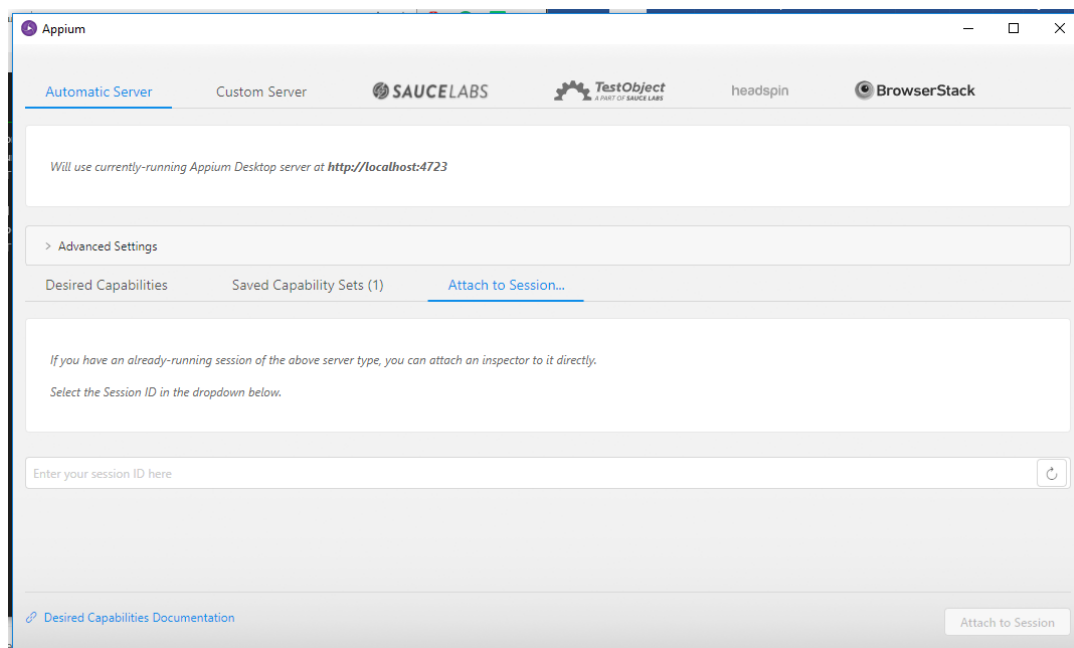 Appium
Automatic Server
Custom Server
SAUCELABS
TestObject
A PART OF SAUCE LABS
headspin
BrowserStack
Will use currently-running Appium Desktop server at http://localhost:4723
> Advanced Settings
Desired Capabilities
Saved Capability Sets (1)
Attach to Session...
If you have an already-running session of the above server type, you can attach an inspector to it directly.
Select the Session ID in the dropdown below.
Enter your session ID here
Desired Capabilities Documentation
Attach to Session